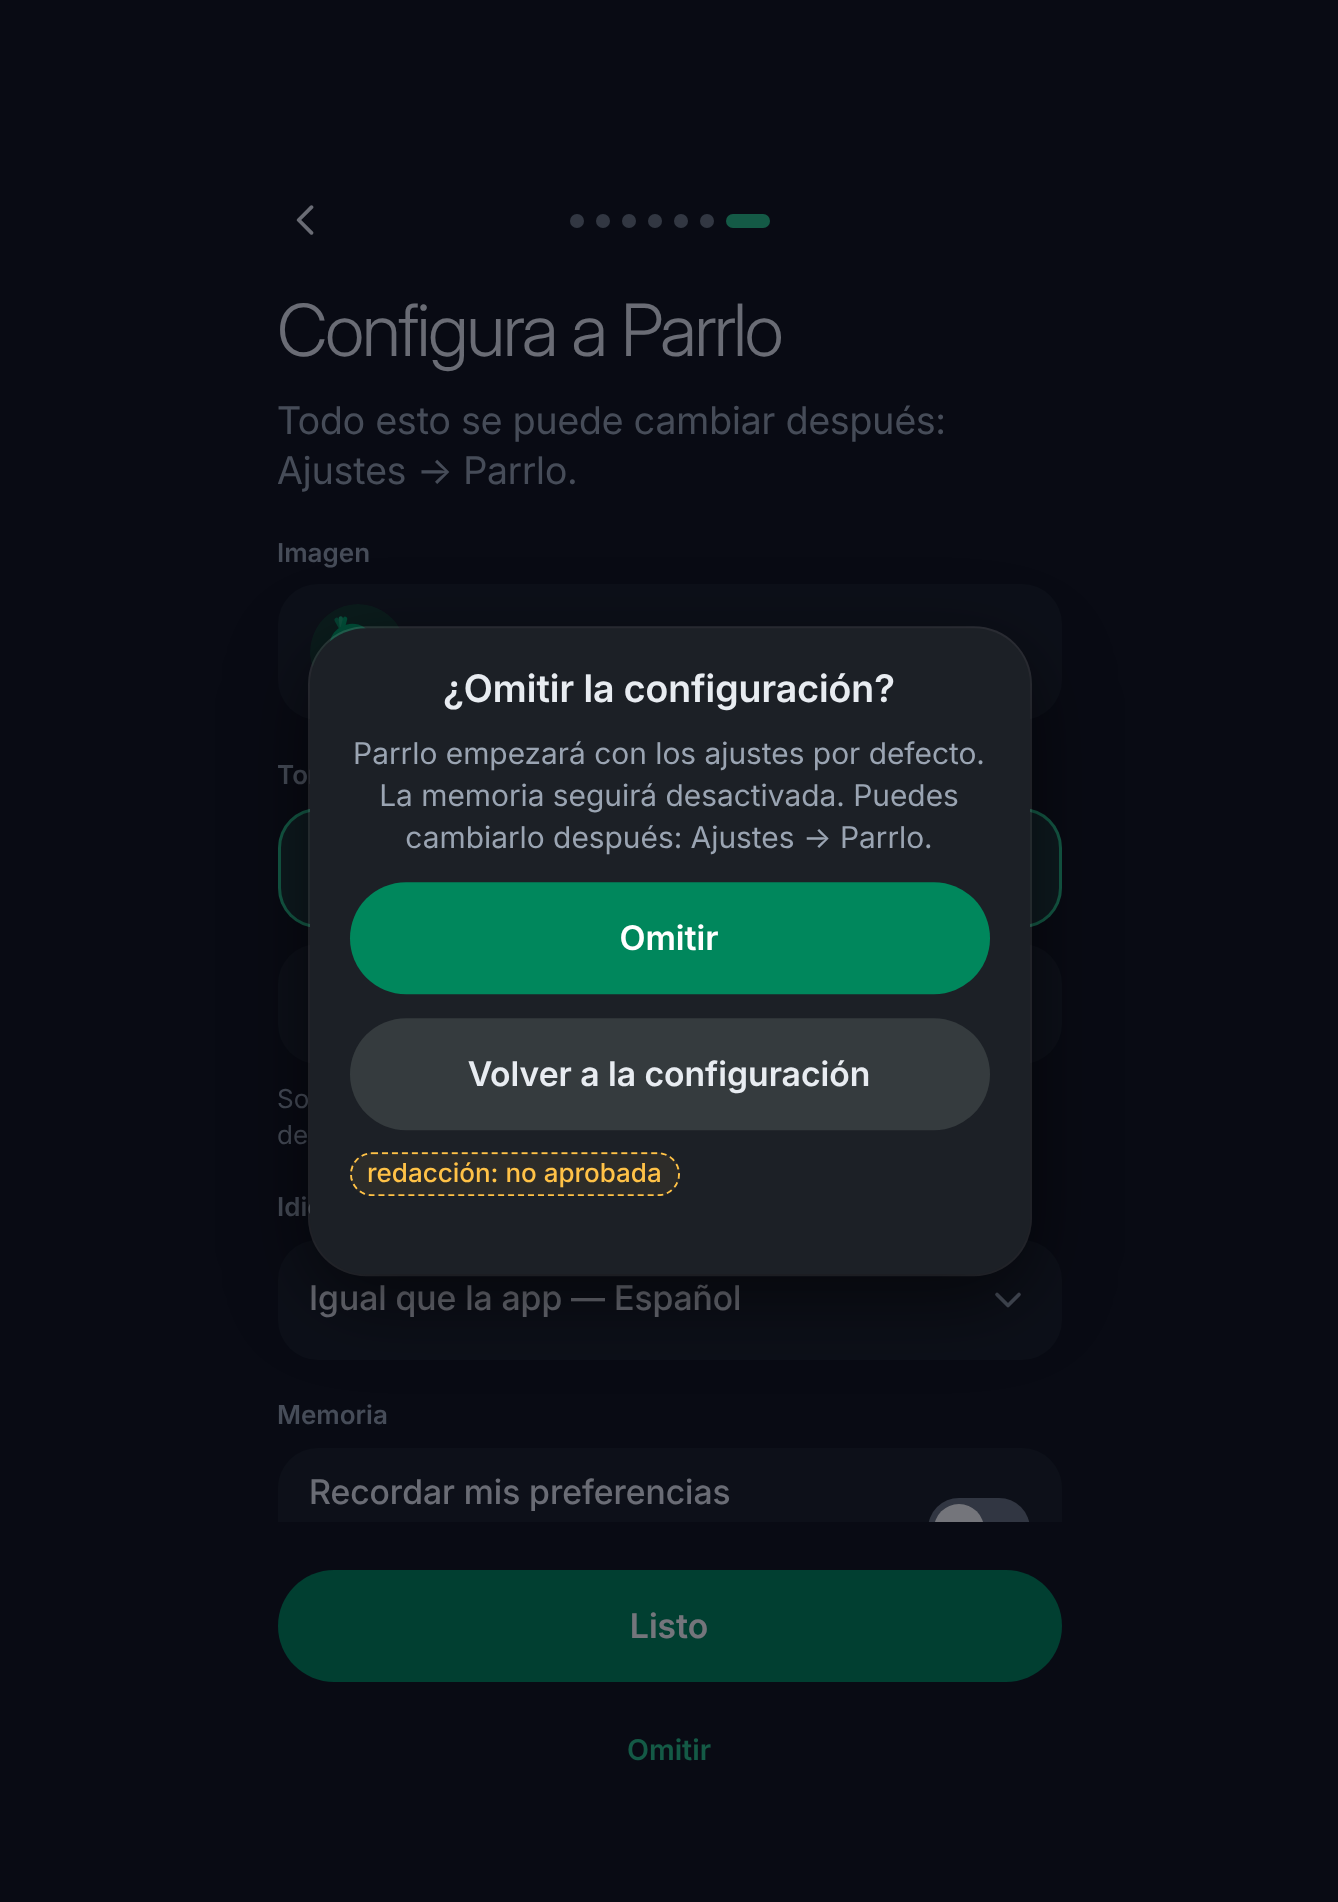 Configura a Parrlo
Todo esto se puede cambiar después:
Ajustes → Parrlo.
Imagen
¿Omitir la configuración?
Parrlo empezará con los ajustes por defecto.
La memoria seguirá desactivada. Puedes
cambiarlo después: Ajustes → Parrlo.
Omitir
Volver a la configuración
redacción: no aprobada
Igual que la app — Español
Memoria
Recordar mis preferencias
Listo
Omitir